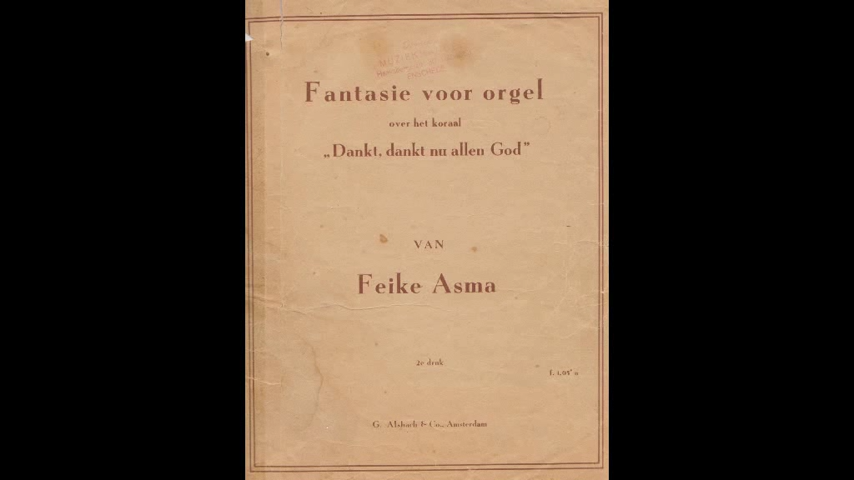 Fantasie voor orgel
over het koraal
„Dankt, dankt nu allen God”
VAN
Feike Asma
2e druk
G. Alsbach & Co., Amsterdam